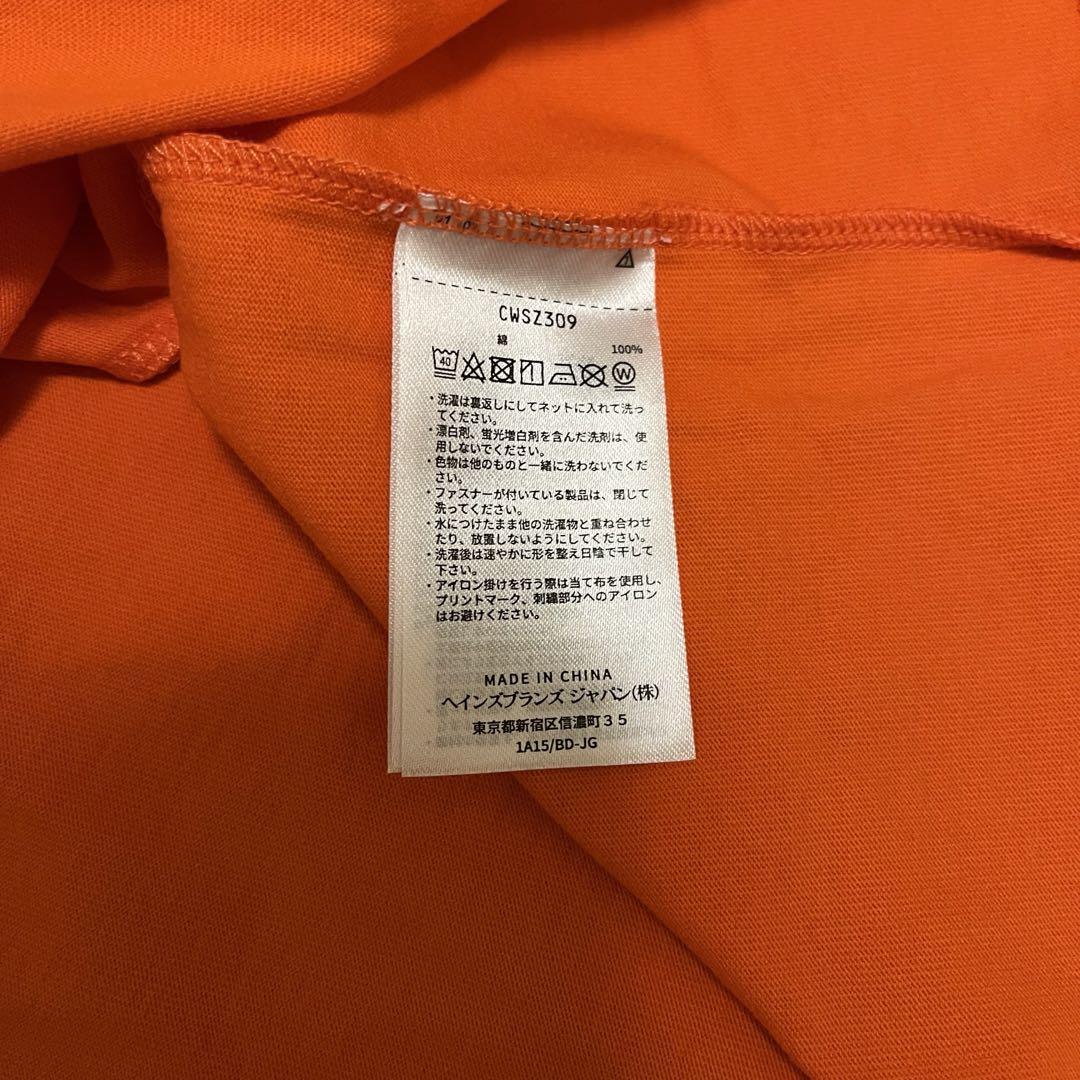 CWSZ309
綿
100%
40
・洗濯は裏返しにしてネットに入れて洗っ
てください。
・漂白剤、蛍光増白剤を含んだ洗剤は、使
用しないでください。
・色物は他のものと一緒に洗わないでくだ
さい。
・ファスナーが付いている製品は、閉じて
洗ってください。
・水につけたまま他の洗濯物と重ね合わせ
たり、放置しないようにしてください。
・洗濯後は速やかに形を整え日陰で干して
下さい。
・アイロン掛けを行う際は当て布を使用し、
プリントマーク、刺繡部分へのアイロン
はお避けください。
MADE IN CHINA
ヘインズブランズ ジャパン(株)
東京都新宿区信濃町35
1A15/BD-JG